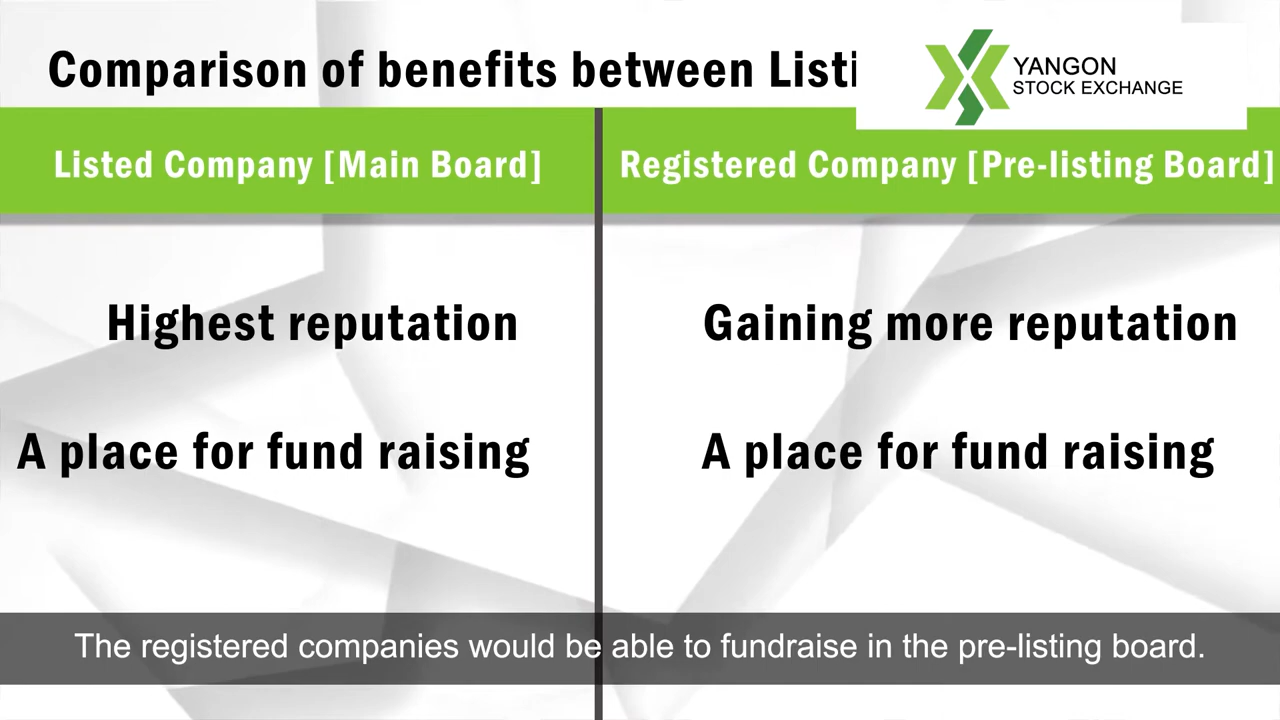 Comparison of benefits between Listi
YANGON
STOCK EXCHANGE
Listed Company [Main Board]
Registered Company [Pre-listing Board]
Highest reputation
Gaining more reputation
A place for fund raising
A place for fund raising
The registered companies would be able to fundraise in the pre-listing board.